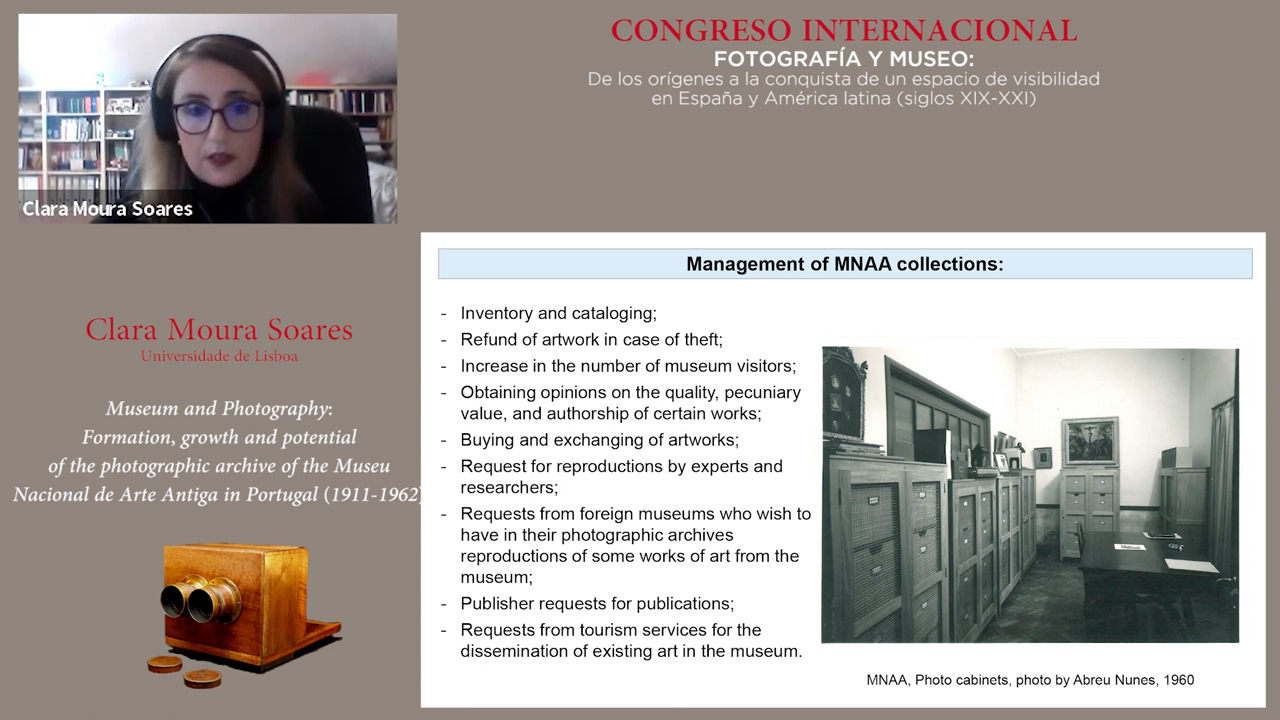 CONGRESO INTERNACIONAL
FOTOGRAFÍA Y MUSEO:
De los orígenes a la conquista de un espacio de visibilidad
en España y América latina (siglos XIX-XXI)
Clara Moura Soares
Clara Moura Soares
Universidade de Lisboa
Museum and Photography:
Formation, growth and potential
of the photographic archive of the Museu
Nacional de Arte Antiga in Portugal (1911-1962)
Management of MNAA collections:
- Inventory and cataloging;
- Refund of artwork in case of theft;
- Increase in the number of museum visitors;
- Obtaining opinions on the quality, pecuniary
value, and authorship of certain works;
- Buying and exchanging of artworks;
- Request for reproductions by experts and
researchers;
- Requests from foreign museums who wish to
have in their photographic archives
reproductions of some works of art from the
museum;
- Publisher requests for publications;
- Requests from tourism services for the
dissemination of existing art in the museum.
MNAA, Photo cabinets, photo by Abreu Nunes, 1960